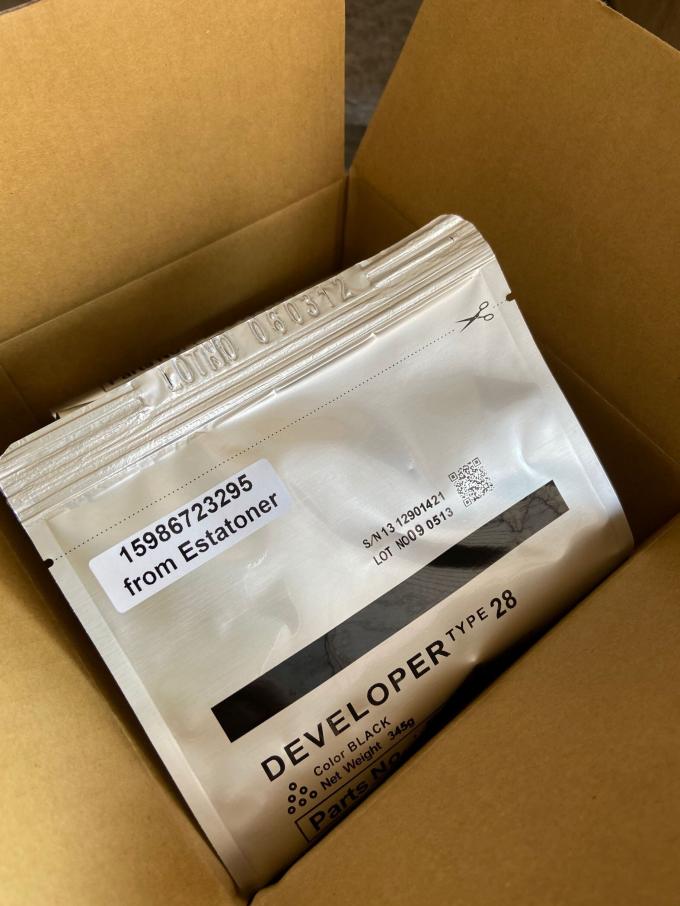 LOTNO 060312
15986723295
from Estatoner
S/N 13 12901421
LOT NO09 0513
DEVELOPER TYPE 28
Color BLACK
Net Weight 345g
Parts No.